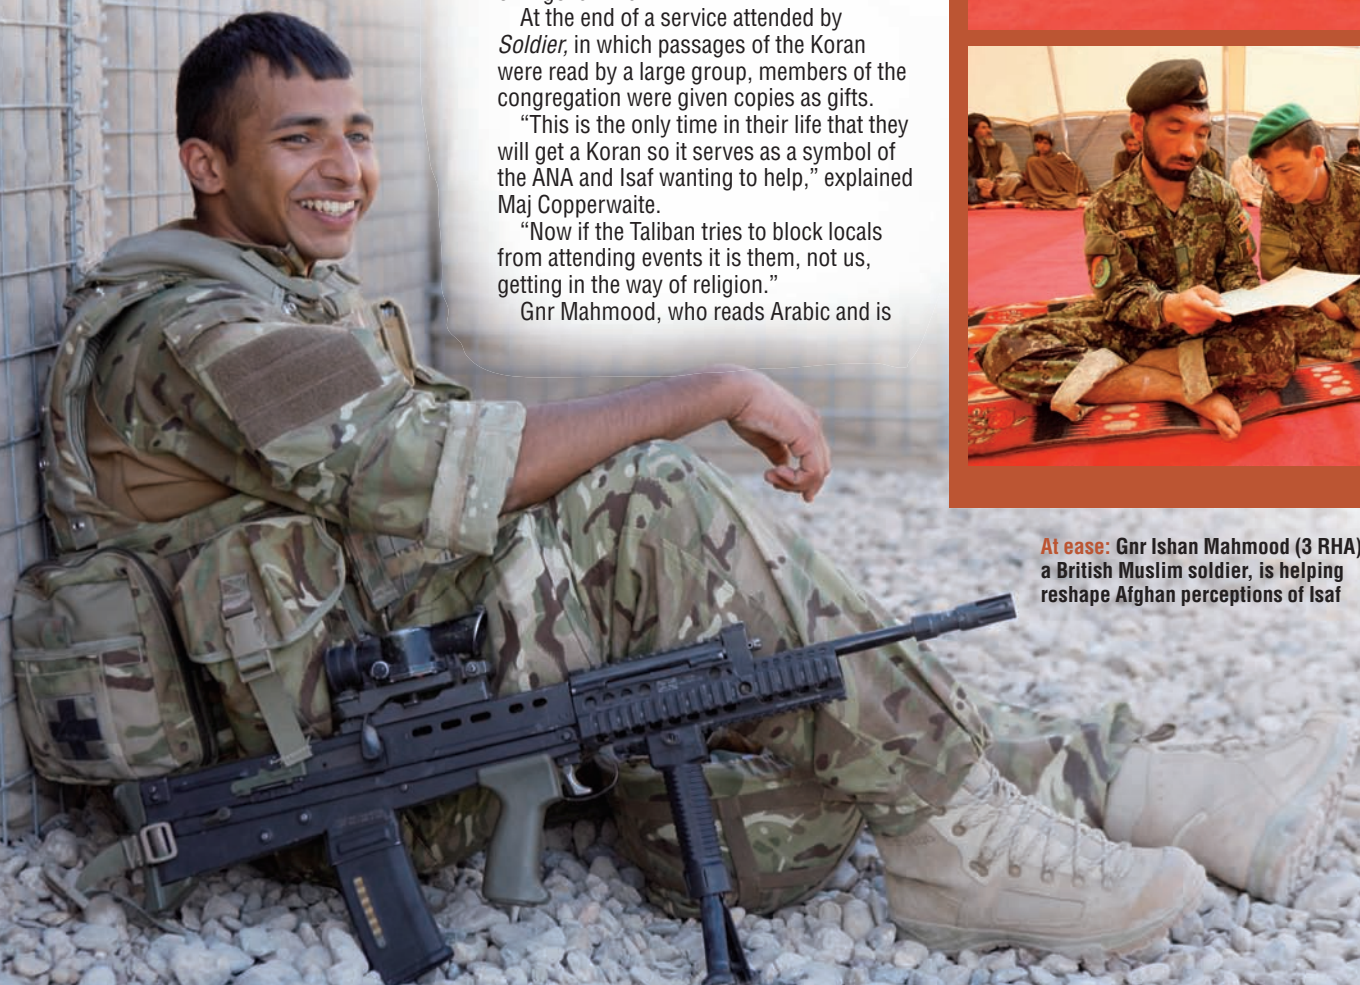 At the end of a service attended by
Soldier, in which passages of the Koran
were read by a large group, members of the
congregation were given copies as gifts.
“This is the only time in their life that they
will get a Koran so it serves as a symbol of
the ANA and Isaf wanting to help,” explained
Maj Copperwaite.
“Now if the Taliban tries to block locals
from attending events it is them, not us,
getting in the way of religion.”
Gnr Mahmood, who reads Arabic and is
At ease: Gnr Ishan Mahmood (3 RHA)
a British Muslim soldier, is helping
reshape Afghan perceptions of Isaf